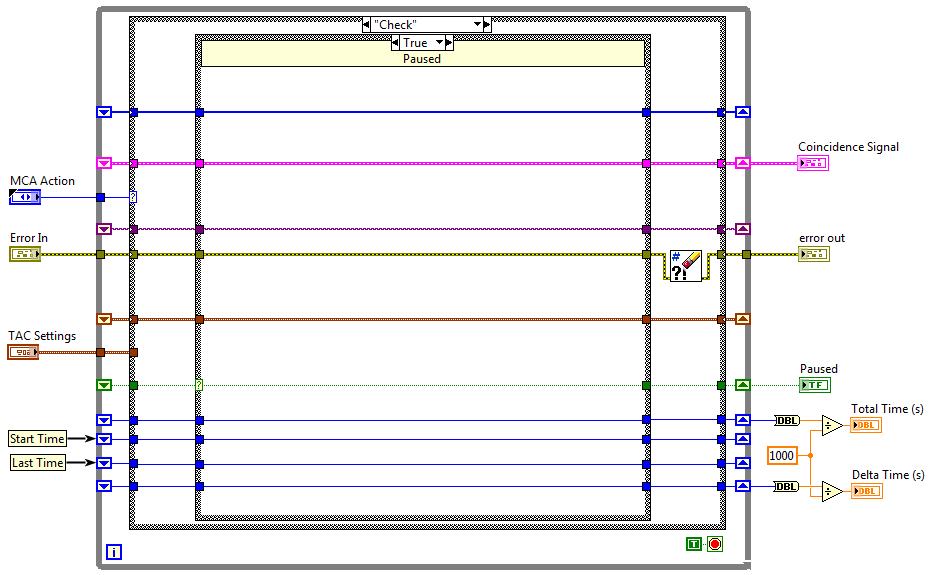 "Check"
True
Paused
Coincidence Signal
MCA Action
?
Error In
error out
#
?!
TAC Settings
Paused
?
TF
Total Time (s)
DBL
DBL
Start Time
1000
Last Time
Delta Time (s)
DBL
DBL
T
i